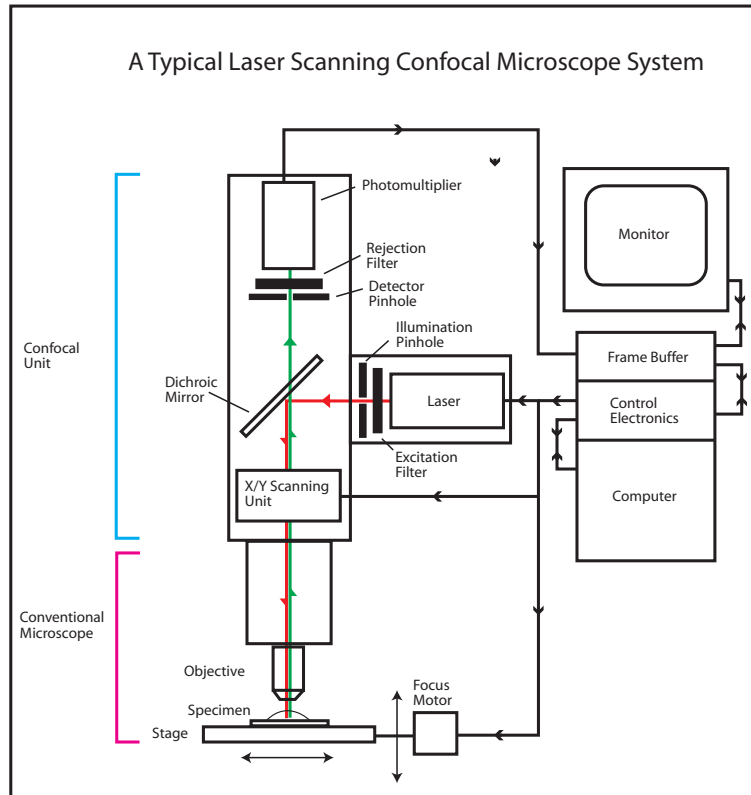 A Typical Laser Scanning Confocal Microscope System
Photomultiplier
Rejection
Filter
Detector
Pinhole
Illumination
Pinhole
Monitor
Confocal
Unit
Dichroic
Mirror
Laser
Frame Buffer
Control
Electronics
Excitation
Filter
X/Y Scanning
Unit
Computer
Conventional
Microscope
Objective
Focus
Motor
Specimen
Stage